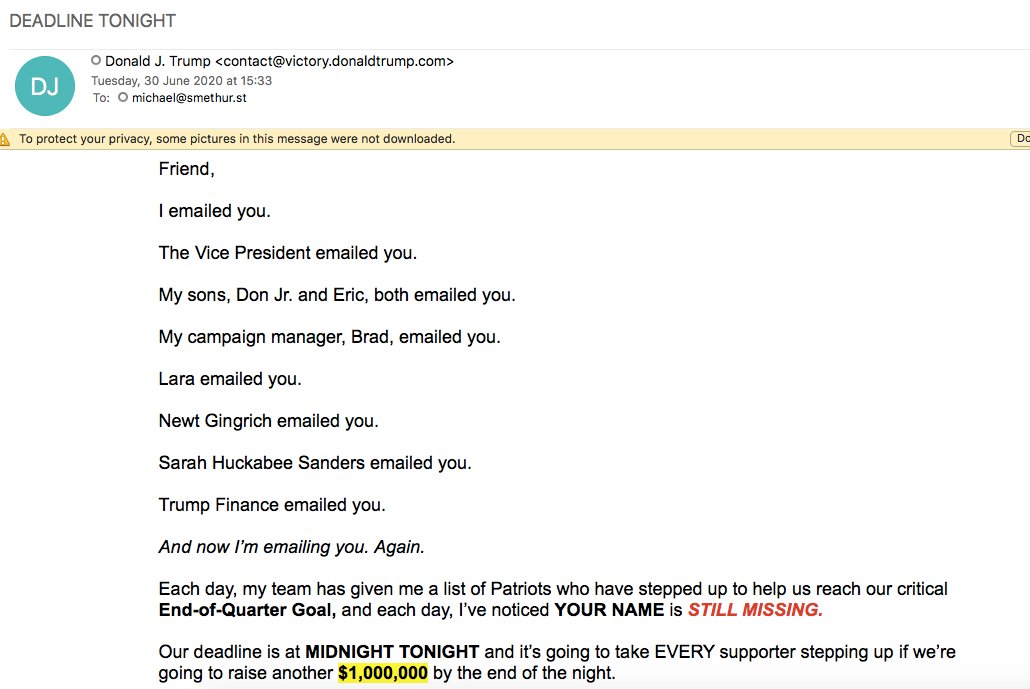 DEADLINE TONIGHT
DJ
Donald J. Trump <contact@victory.donaldtrump.com>
Tuesday, 30 June 2020 at 15:33
To: michael@smethur.st
To protect your privacy, some pictures in this message were not downloaded.
Friend,
I emailed you.
The Vice President emailed you.
My sons, Don Jr. and Eric, both emailed you.
My campaign manager, Brad, emailed you.
Lara emailed you.
Newt Gingrich emailed you.
Sarah Huckabee Sanders emailed you.
Trump Finance emailed you.
And now I'm emailing you. Again.
Each day, my team has given me a list of Patriots who have stepped up to help us reach our critical
End-of-Quarter Goal, and each day, I've noticed YOUR NAME is STILL MISSING.
Our deadline is at MIDNIGHT TONIGHT and it's going to take EVERY supporter stepping up if we're
going to raise another $1,000,000 by the end of the night.